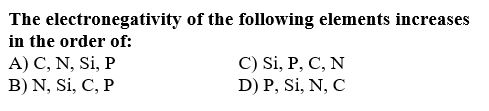 The electronegativity of the following elements increases
in the order of:
A) C, N, Si, P C) Si, P, C, N
B) N, Si, C, P D) P, Si, N, C